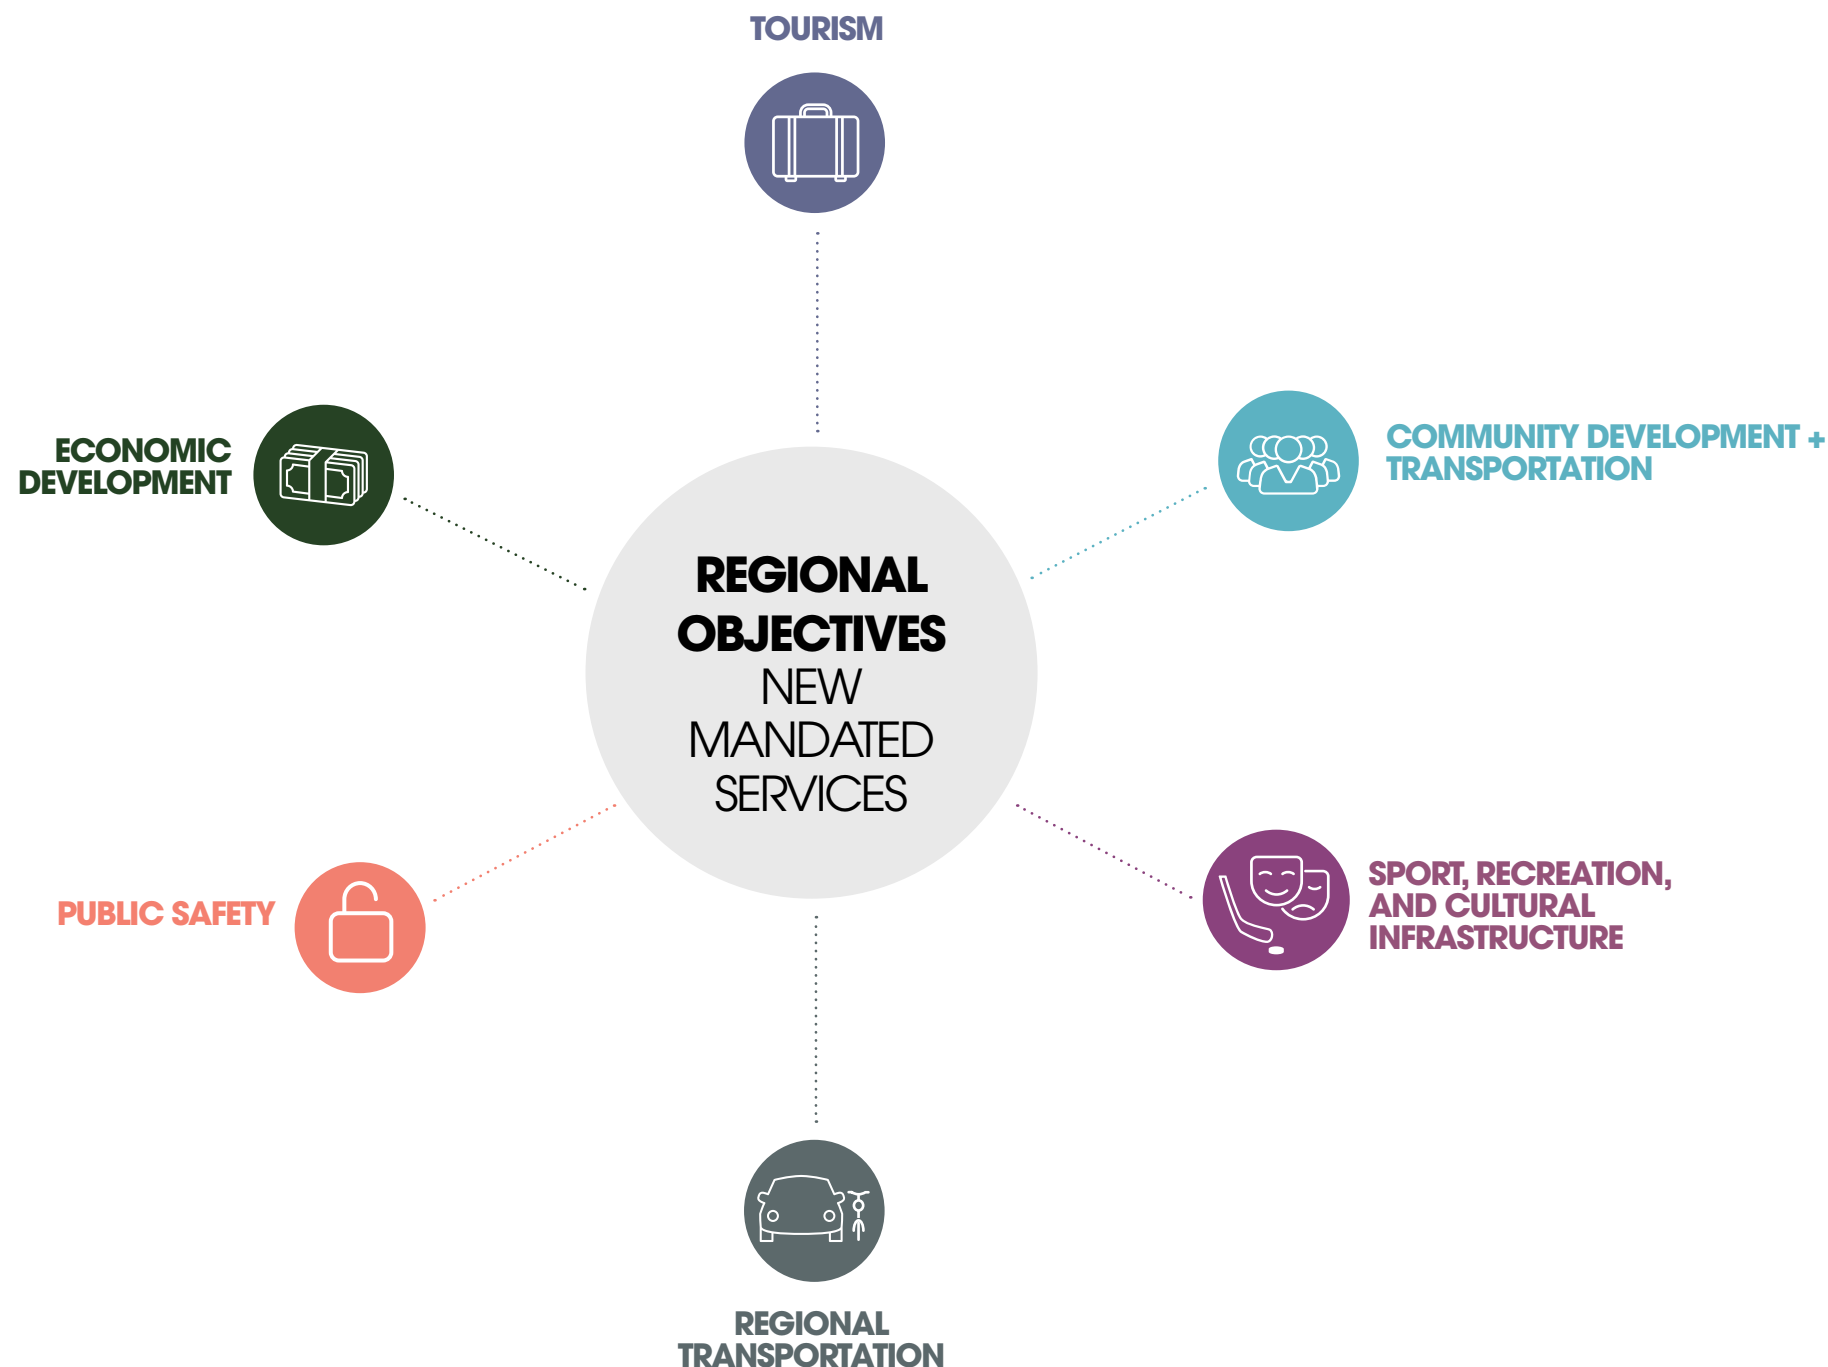 TOURISM
ECONOMIC
DEVELOPMENT
COMMUNITY DEVELOPMENT +
TRANSPORTATION
REGIONAL
OBJECTIVES
NEW
MANDATED
SERVICES
PUBLIC SAFETY
SPORT, RECREATION,
AND CULTURAL
INFRASTRUCTURE
REGIONAL
TRANSPORTATION